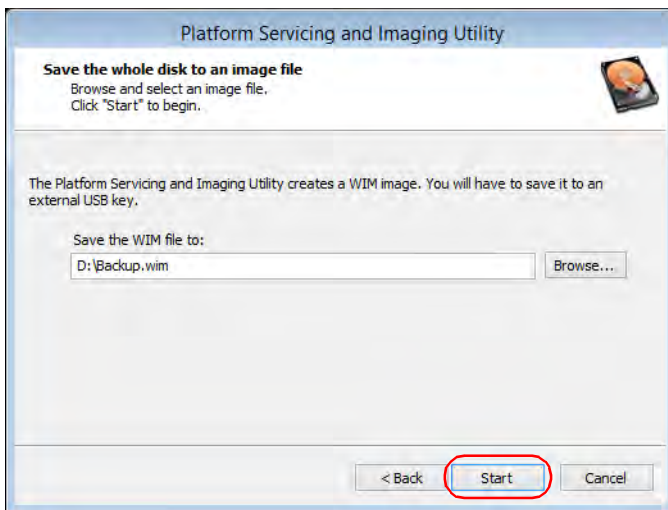 Platform Servicing and Imaging Utility
Save the whole disk to an image file
Browse and select an image file.
Click "Start" to begin.
The Platform Servicing and Imaging Utility creates a WIM image. You will have to save it to an
external USB key.
Save the WIM file to:
D:\Backup.wim
Browse...
< Back
Start
Cancel